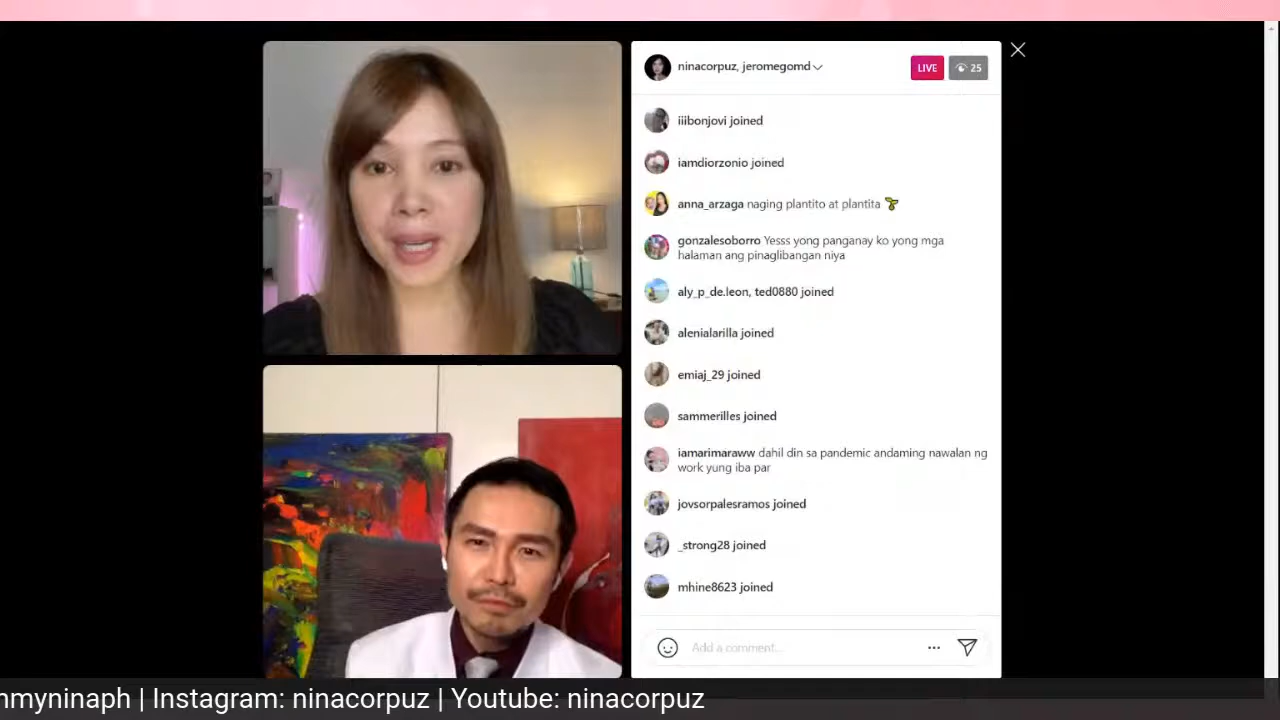 ninacorpuz, jeromegomd
LIVE
25
iiibonjovi joined
iamdiorzonio joined
anna_arzaga naging plantito at plantita
gonzalesoborro Yesss yong panganay ko yong mga
halaman ang pinaglibangan niya
aly_p_de.leon, ted0880 joined
alenialarilla joined
emiaj_29 joined
sammerilles joined
iamarimaraww dahil din sa pandemic andaming nawalan ng
work yung iba par
jovsorpalesramos joined
_strong28 joined
mhine8623 joined
Add a comment...
mmyninaph | Instagram: ninacorpuz | Youtube: ninacorpuz